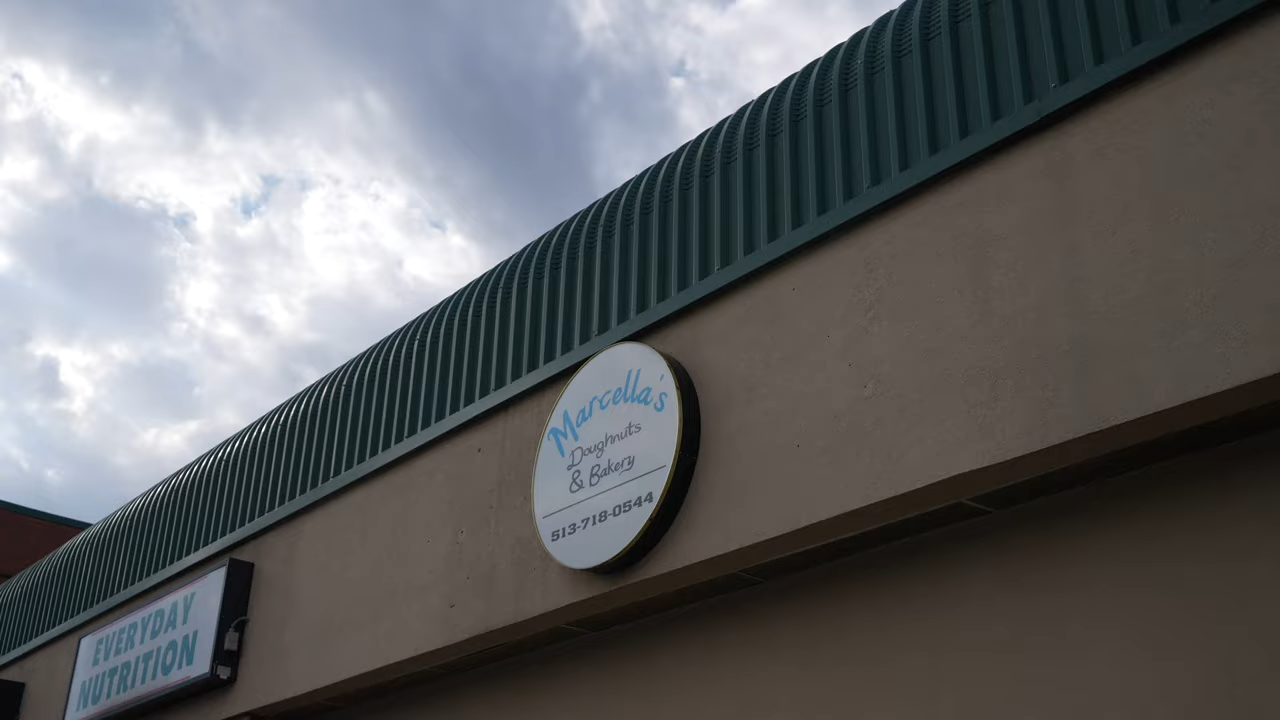 Marcella's
Doughnuts
& Bakery
513-718-0544
EVERYDAY
NUTRITION